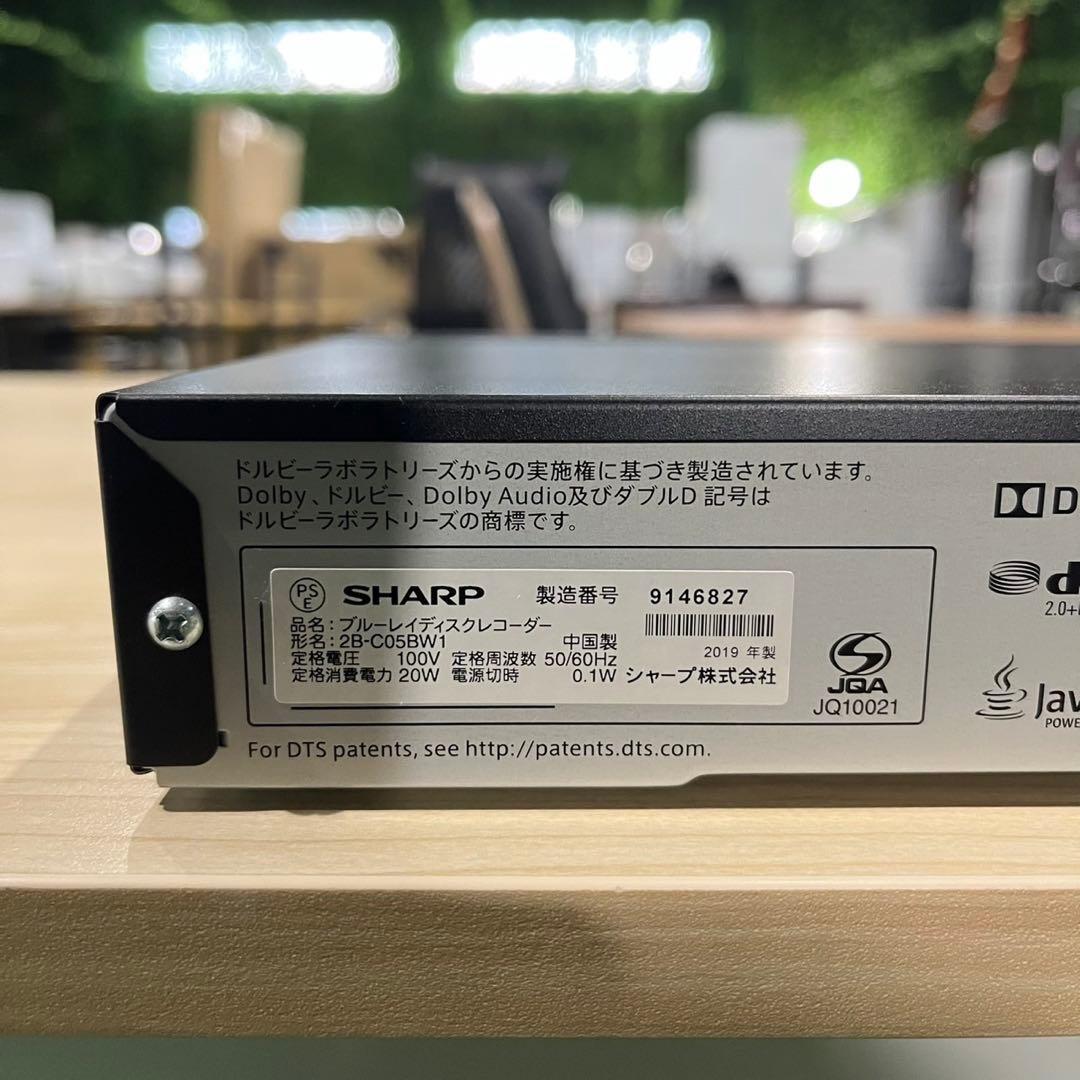 ドルビーラボラトリーズからの実施権に基づき製造されています。
Dolby、ドルビー、Dolby Audio及びダブルD 記号は
ドルビーラボラトリーズの商標です。
PSE SHARP 製造番号 9146827
品名：ブルーレイディスクレコーダー
形名：2B-C05BW1 中国製 2019 年製
定格電圧 100V 定格周波数 50/60Hz
定格消費電力 20W 電源切時 0.1W シャープ株式会社
JQA
JQ10021
For DTS patents, see http://patents.dts.com.
D
d
2.0+
Jav
POWE